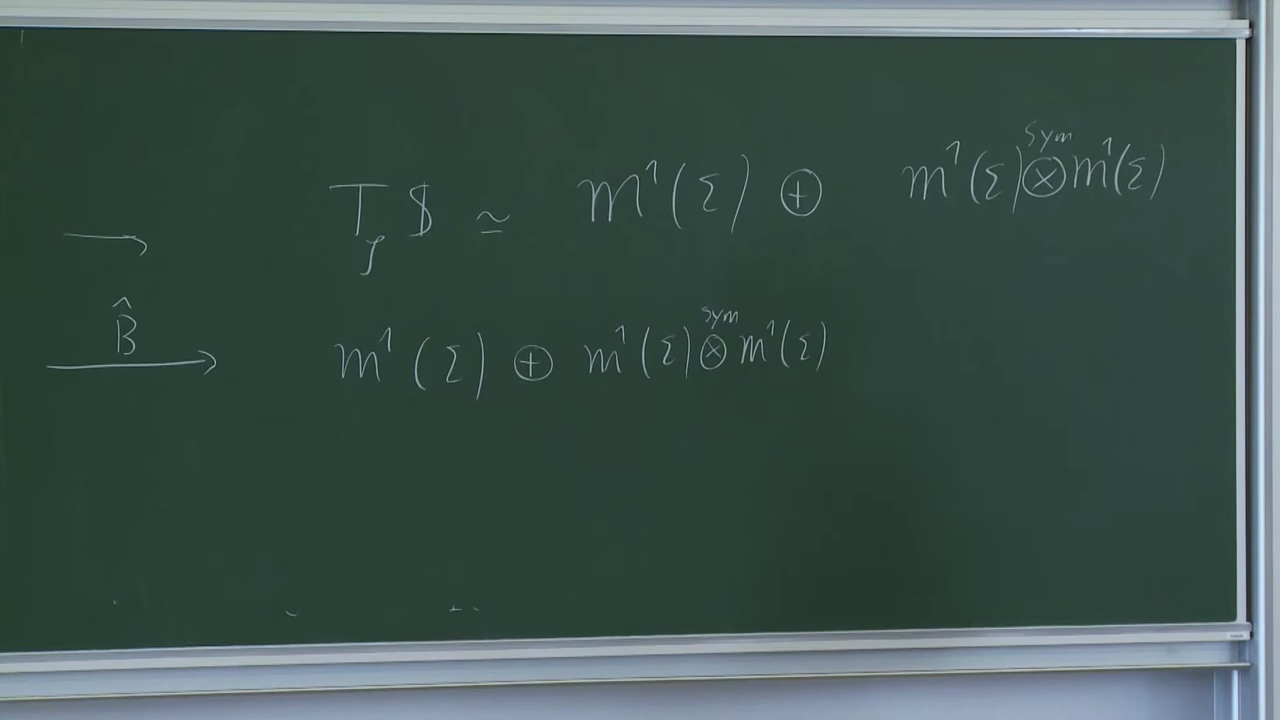 → T_ρ $ ≃ m¹(Σ) ⊕ m¹(Σ) ⊗^{sym} m¹(Σ)
B̂ → m¹(Σ) ⊕ m¹(Σ) ⊗^{sym} m¹(Σ)